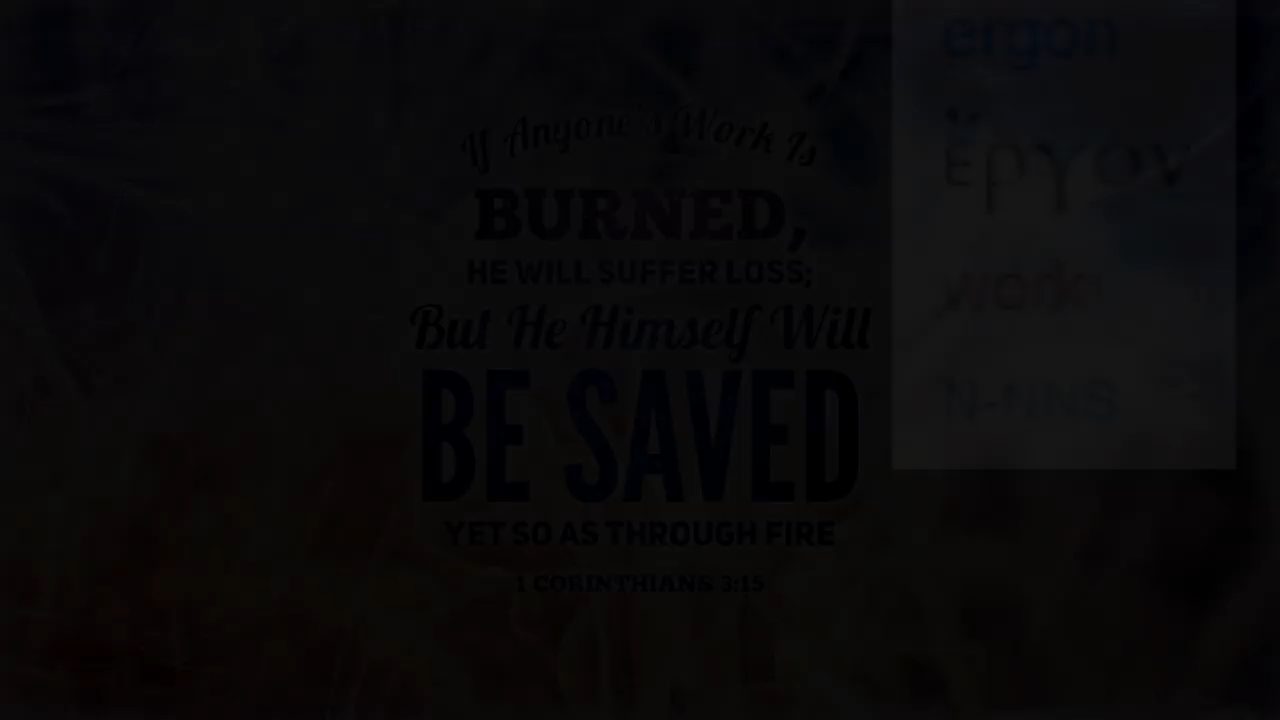 If Anyone's Work Is
BURNED,
HE WILL SUFFER LOSS;
But He Himself Will
BE SAVED
YET SO AS THROUGH FIRE
1 CORINTHIANS 3:15
ergon
ἔργον
N-NNS